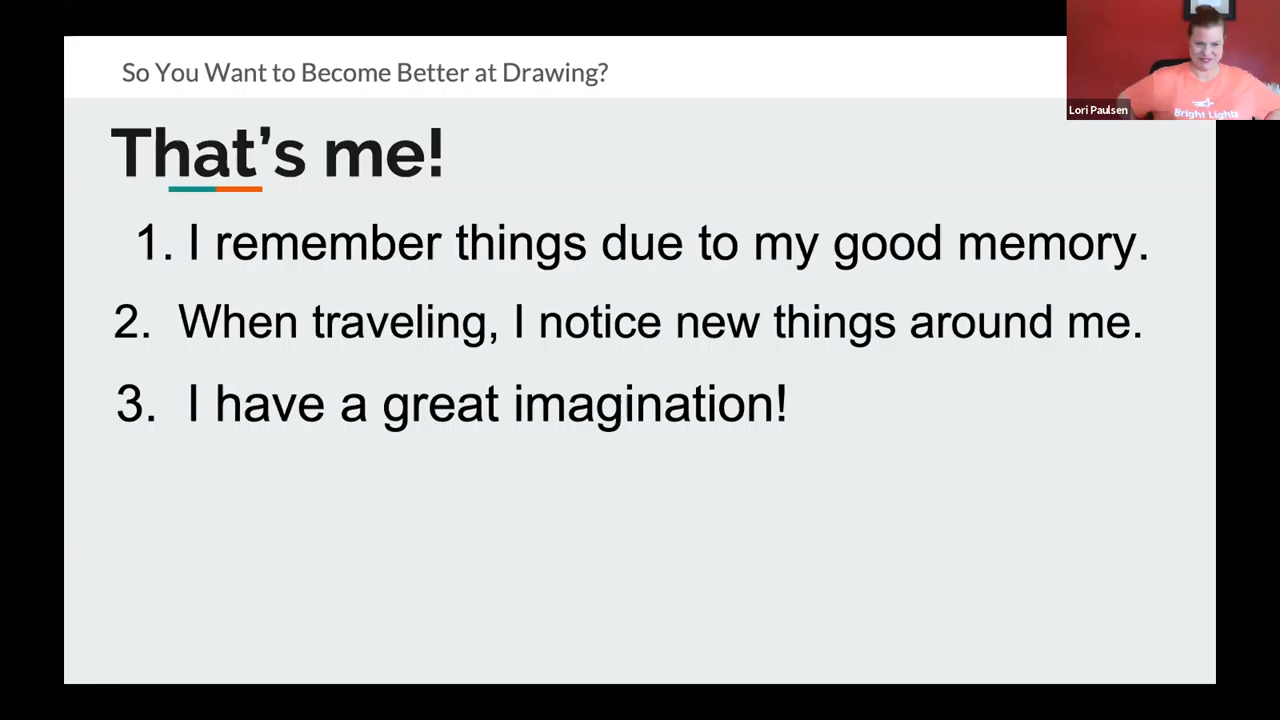 So You Want to Become Better at Drawing?
Lori Paulsen
Bright Lights
That's me!
1. I remember things due to my good memory.
2. When traveling, I notice new things around me.
3. I have a great imagination!